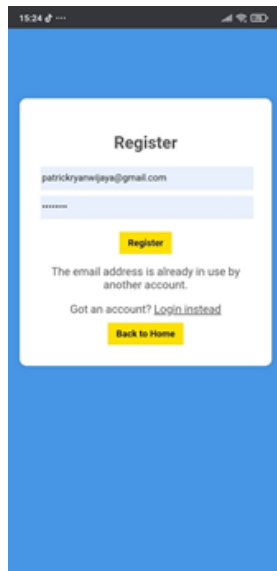 15:24 ...
Register
patrickryanwijaya@gmail.com
••••••••
Register
The email address is already in use by
another account.
Got an account? Login instead
Back to Home